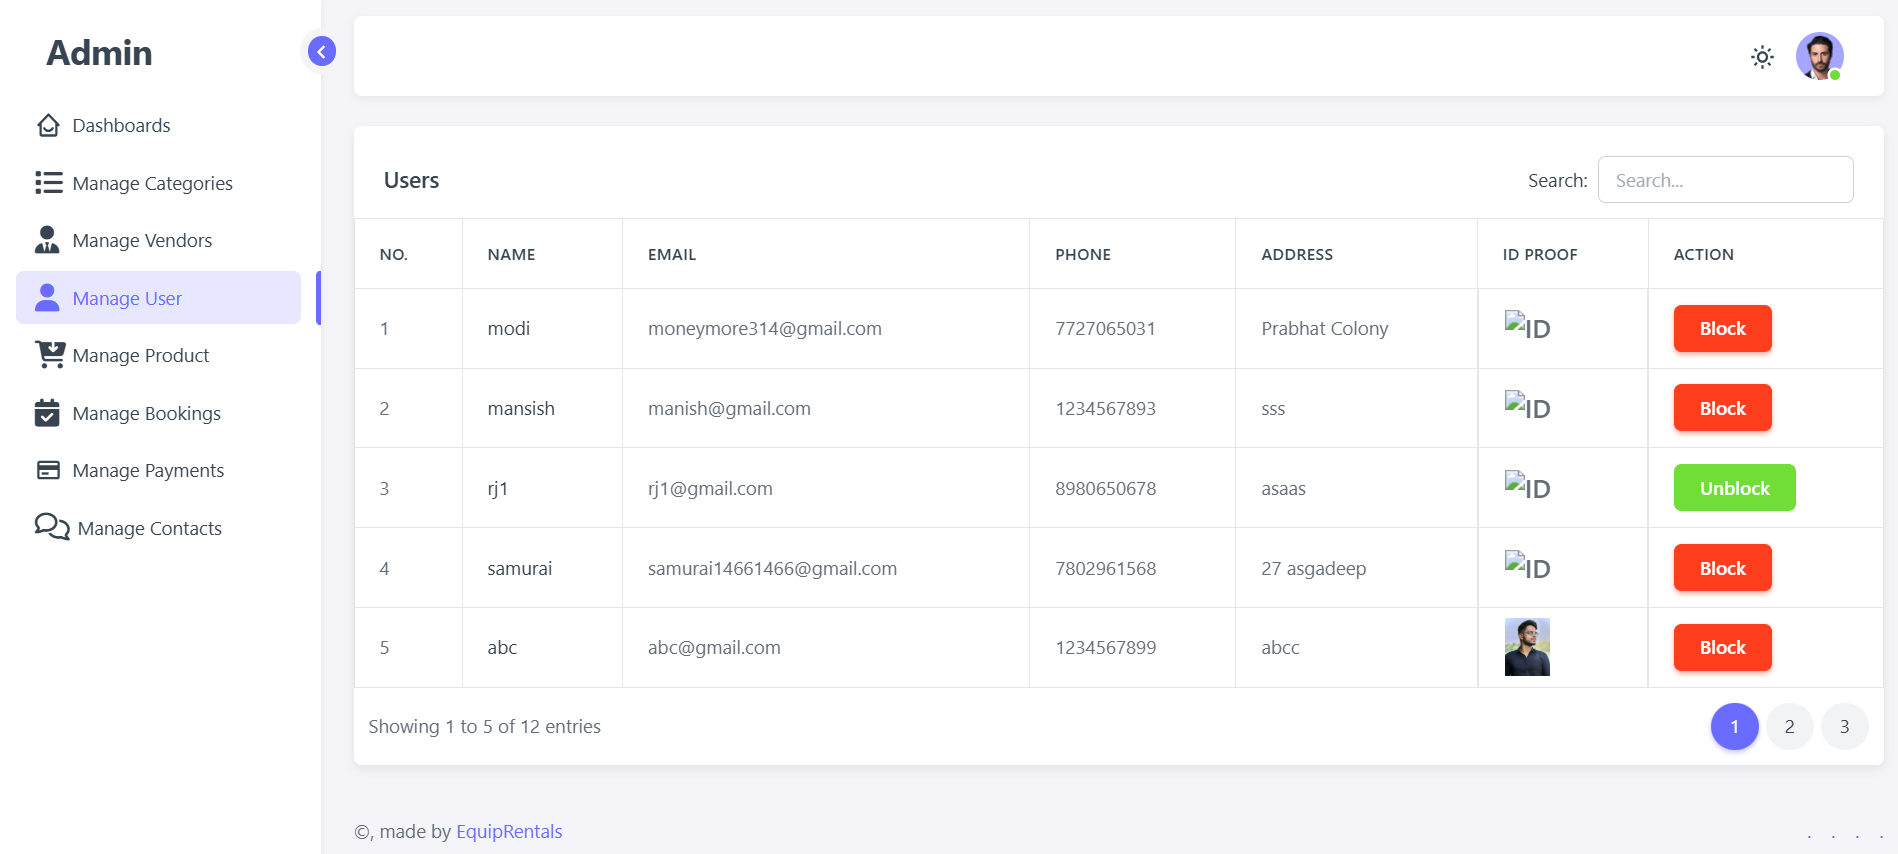 Admin
Dashboards
Manage Categories
Manage Vendors
Manage User
Manage Product
Manage Bookings
Manage Payments
Manage Contacts
Users Search: Search...
NO. NAME EMAIL PHONE ADDRESS ID PROOF ACTION
1 modi moneymore314@gmail.com 7727065031 Prabhat Colony ID Block
2 mansish manish@gmail.com 1234567893 sss ID Block
3 rj1 rj1@gmail.com 8980650678 asaas ID Unblock
4 samurai samurai14661466@gmail.com 7802961568 27 asgadeep ID Block
5 abc abc@gmail.com 1234567899 abcc Block
Showing 1 to 5 of 12 entries 1 2 3
©, made by EquipRentals . . . .